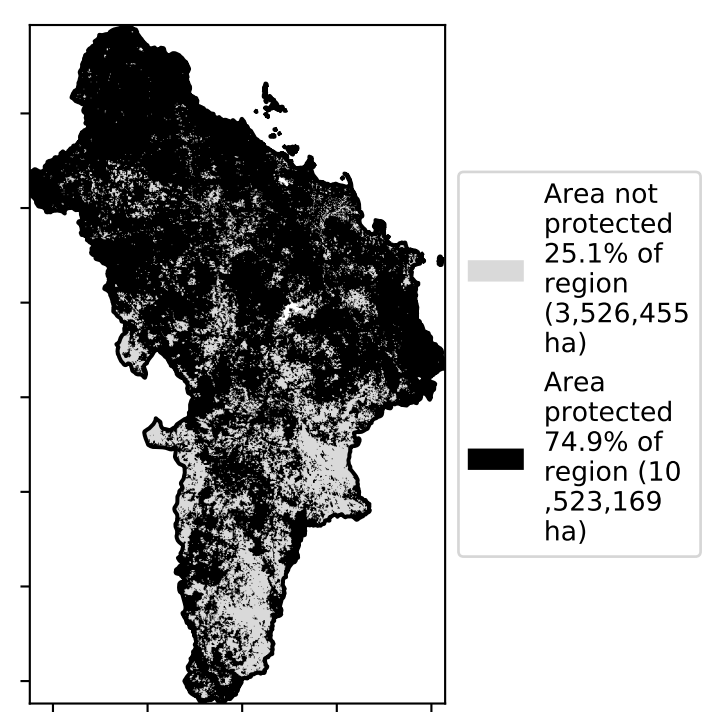 Area not
protected
25.1% of
region
(3,526,455
ha)
Area
protected
74.9% of
region (10
,523,169
ha)